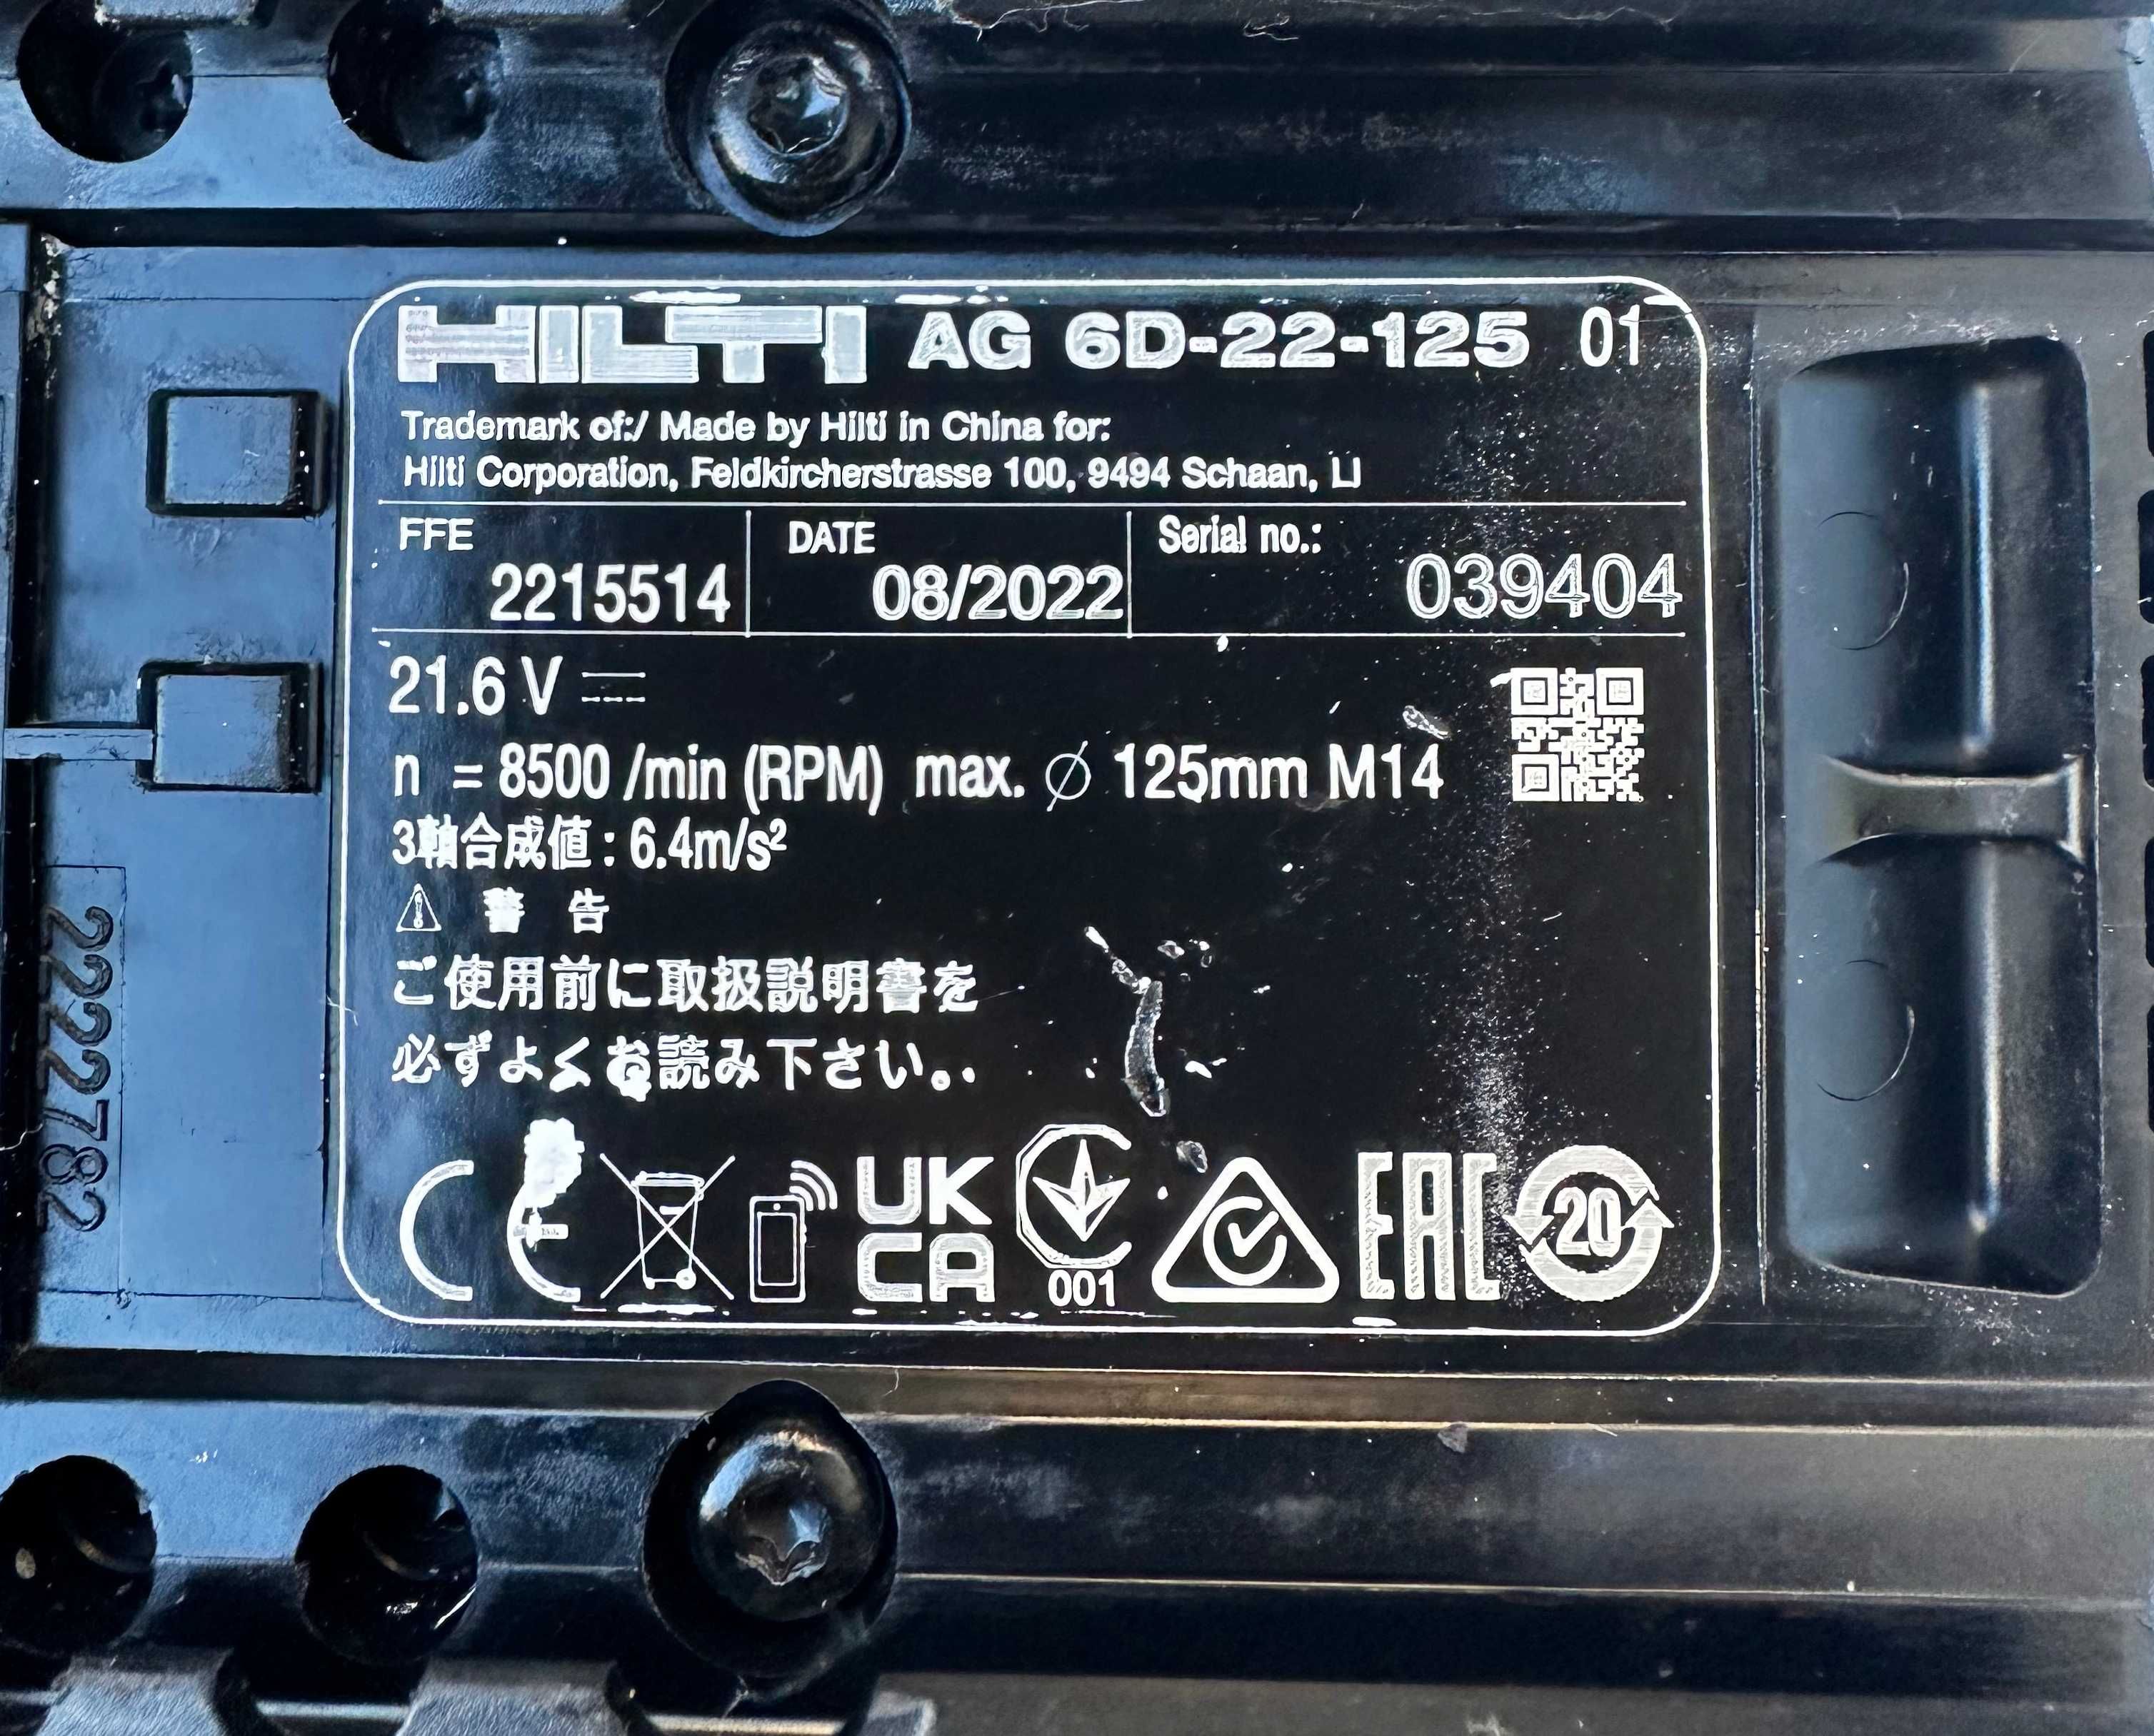 HILTI AG 6D-22-125 01
Trademark of:/ Made by Hilti in China for:
Hilti Corporation, Feldkircherstrasse 100, 9494 Schaan, LI
FFE DATE Serial no.:
2215514 08/2022 039404
21.6 V
n = 8500 /min (RPM) max. ⌀ 125mm M14
3軸合成値 : 6.4m/s²
警 告
ご使用前に取扱説明書を
必ずよくお読み下さい。
CE UK CA 001 EAC 20
2222782